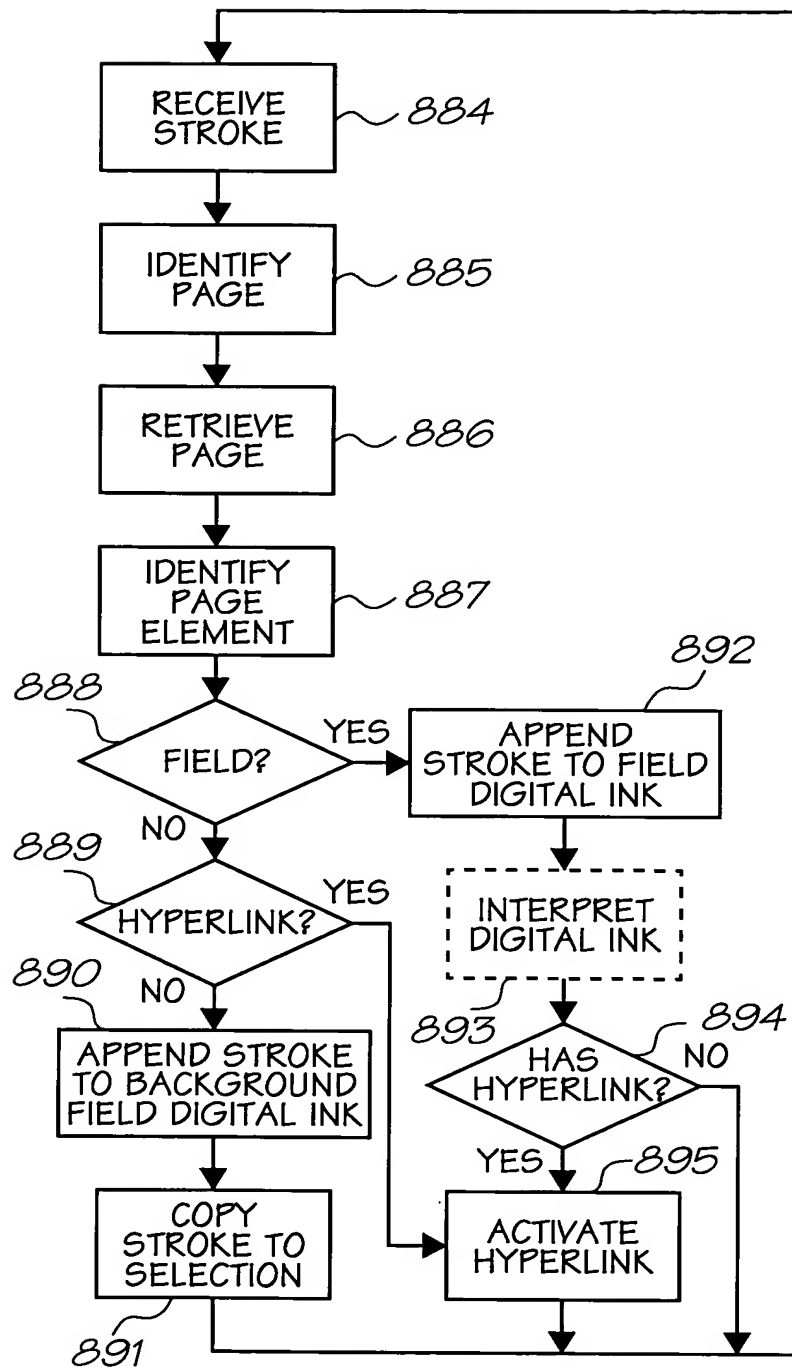 RECEIVE
STROKE
884
IDENTIFY
PAGE
885
RETRIEVE
PAGE
886
IDENTIFY
PAGE
ELEMENT
887
888
FIELD?
YES
NO
892
APPEND
STROKE TO FIELD
DIGITAL INK
889
HYPERLINK?
YES
NO
INTERPRET
DIGITAL INK
893
890
APPEND STROKE
TO BACKGROUND
FIELD DIGITAL INK
894
HAS
HYPERLINK?
NO
YES
895
ACTIVATE
HYPERLINK
COPY
STROKE TO
SELECTION
891